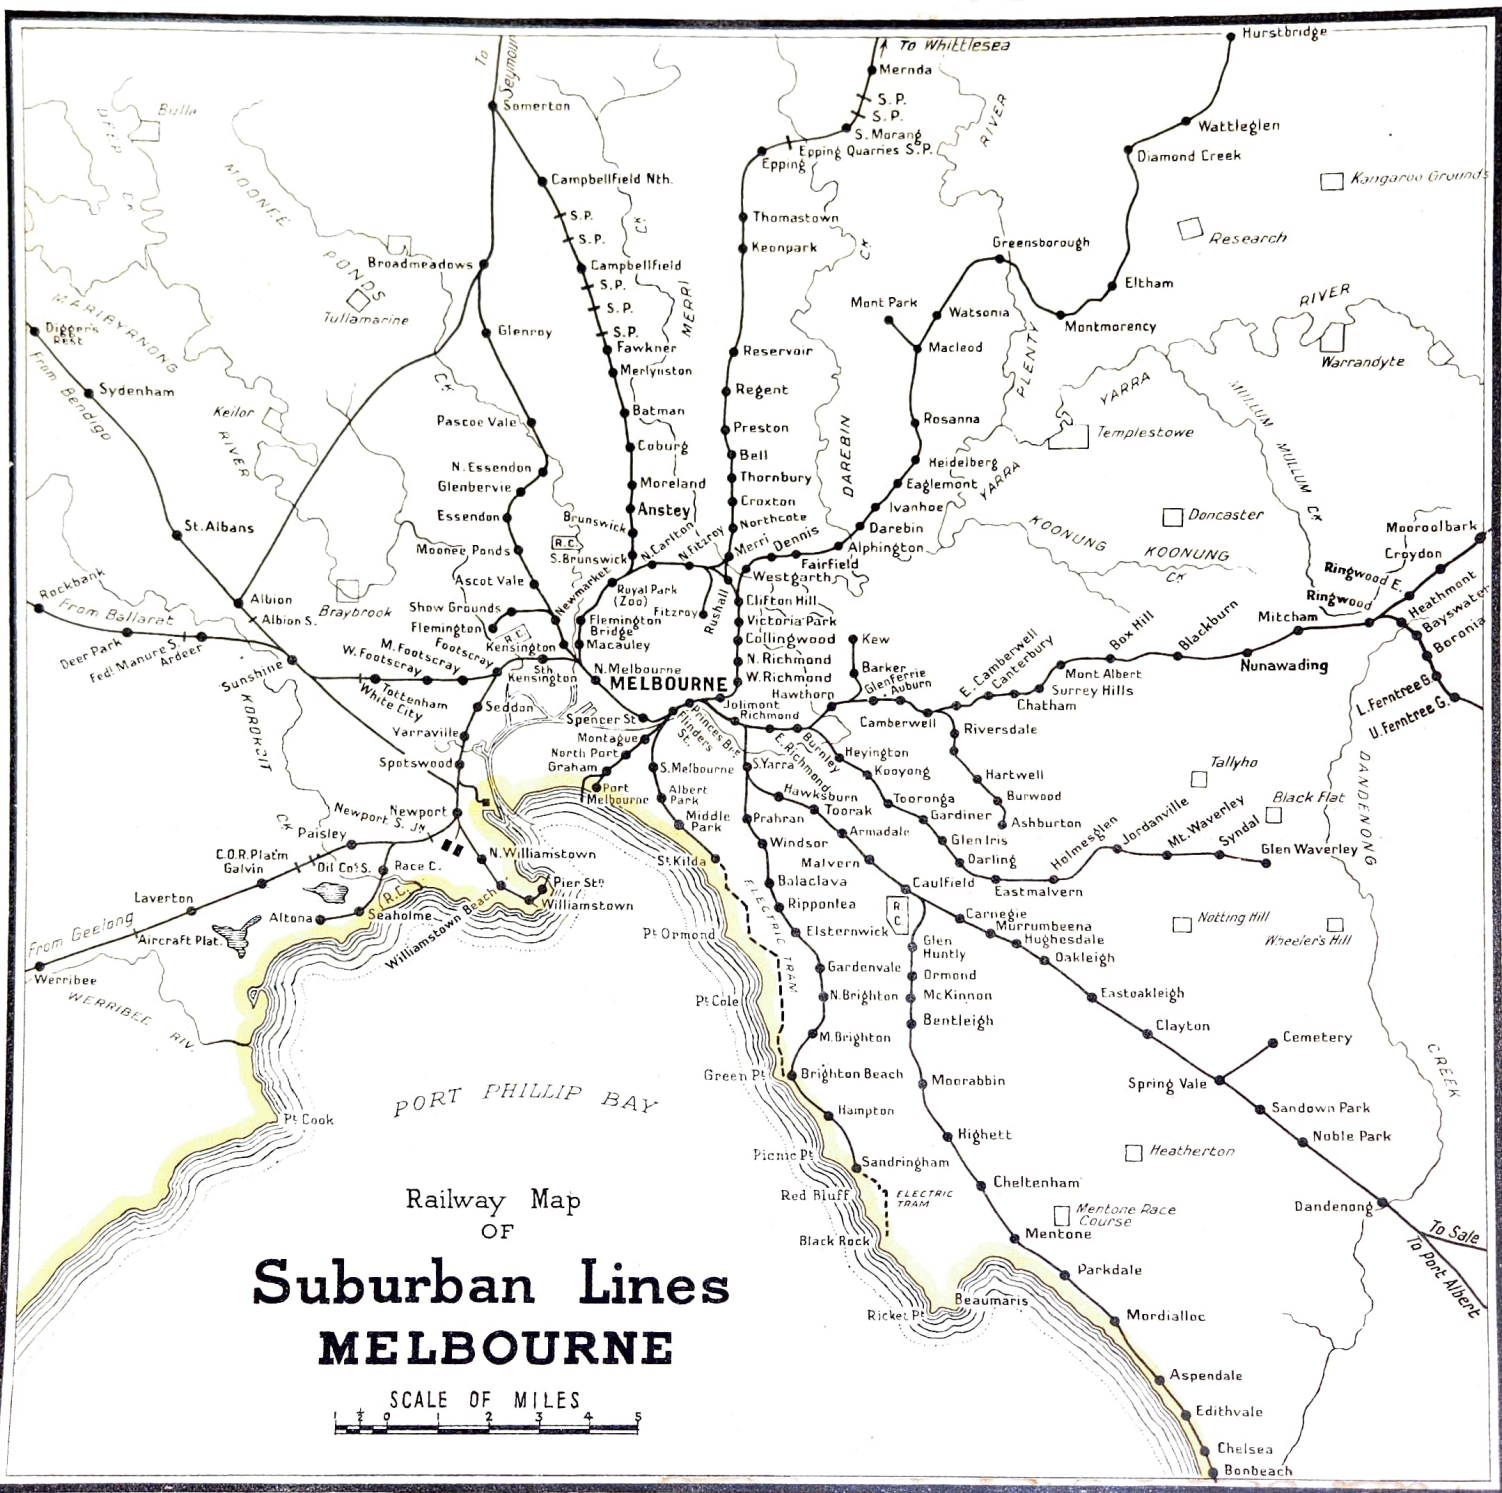 To Seymour
To Whittlesea
Hurstbridge
Mernda
S.P.
S.P.
S. Morang
Epping Quarries S.P.
Epping
Somerton
Bulla
DEEP
CK.
MOONEE
PONDS
CK
RIVER
Wattleglen
Diamond Creek
Kangaroo Grounds
Research
Campbellfield Nth.
S.P.
S.P.
Campbellfield
S.P.
S.P.
S.P.
Fawkner
Merlynston
Batman
Coburg
Moreland
Anstey
Brunswick
R.C.
S. Brunswick
MERRI
CK.
Thomastown
Keonpark
Reservoir
Regent
Preston
Bell
Thornbury
Croxton
Northcote
Merri
Dennis
N. Carlton
N. Fitzroy
Royal Park
(Zoo)
Fitzroy
Rushall
DAREBIN
CK.
Greensborough
Eltham
Montmorency
Mont Park
Watsonia
Macleod
Rosanna
Heidelberg
Eaglemont
Ivanhoe
Darebin
Alphington
Fairfield
Westgarth
Clifton Hill
Victoria Park
Collingwood
N. Richmond
W. Richmond
PLENTY
YARRA
RIVER
YARRA
Warrandyte
Templestowe
MULLUM MULLUM CK
Doncaster
KOONUNG KOONUNG
CK
Broadmeadows
Tullamarine
Glenroy
Pascoe Vale
N. Essendon
Glenbervie
Essendon
Moonee Ponds
Ascot Vale
Show Grounds
Flemington
R.C.
Newmarket
Kensington
Flemington
Bridge
Macauley
N. Melbourne
MELBOURNE
MARIBYRNONG
RIVER
Digger's
Rest
From Bendigo
Sydenham
Keilor
St. Albans
Braybrook
Albion
Albion S.
Rockbank
From Ballarat
Deer Park
Fed! Manure S.
Ardeer
Sunshine
W. Footscray
M. Footscray
Footscray
Sth
Kensington
Tottenham
White City
Seddon
Yarraville
Spotswood
Newport
Newport S. Jn
KOROROIT
CK
Paisley
C.O.R. Platm
Galvin
Oil Co's S.
Race C.
R.C.
N. Williamstown
Pier Stn
Williamstown
Williamstown Beach
Laverton
Altona
Seaholme
From Geelong
Aircraft Plat.
Werribee
WERRIBEE RIV.
Spencer St
Flinders
St.
Princes Bge
Jolimont
Richmond
E. Richmond
Burnley
Hawthorn
Kew
Barker
Glenferrie
Auburn
Camberwell
E. Camberwell
Canterbury
Chatham
Surrey Hills
Mont Albert
Box Hill
Blackburn
Nunawading
Mitcham
Ringwood
Ringwood E.
Croydon
Mooroolbark
Heathmont
Bayswater
Boronia
L. Ferntree G.
U. Ferntree G.
Montague
North Port
Graham
Port
Melbourne
S. Melbourne
Albert
Park
Middle
Park
St. Kilda
S. Yarra
Hawksburn
Toorak
Armadale
Malvern
Caulfield
Prahran
Windsor
Balaclava
Ripponlea
Elsternwick
Gardenvale
N. Brighton
M. Brighton
Brighton Beach
Hampton
Sandringham
ELECTRIC TRAM
ELECTRIC
TRAM
Heyington
Kooyong
Tooronga
Gardiner
Glen Iris
Darling
Eastmalvern
Holmesglen
Jordanville
Mt. Waverley
Syndal
Glen Waverley
Riversdale
Hartwell
Burwood
Ashburton
Tallyho
Black Flat
Notting Hill
Wheeler's Hill
DANDENONG
CREEK
R.
C.
Carnegie
Murrumbeena
Hughesdale
Oakleigh
Eastoakleigh
Clayton
Cemetery
Spring Vale
Sandown Park
Noble Park
Dandenong
To Sale
To Port Albert
Glen
Huntly
Ormond
McKinnon
Bentleigh
Moorabbin
Highett
Cheltenham
Heatherton
Mentone Race
Course
Mentone
Parkdale
Mordialloc
Aspendale
Edithvale
Chelsea
Bonbeach
Pt. Ormond
Pt. Cole
Green Pt.
Picnic Pt.
Red Bluff
Black Rock
Ricket Pt.
Beaumaris
Pt. Cook
PORT PHILLIP BAY
Railway Map
OF
Suburban Lines
MELBOURNE
SCALE OF MILES
1 ½ 0 1 2 3 4 5